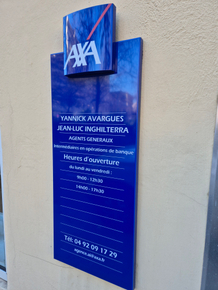 AXA
YANNICK AVARGUES
JEAN-LUC INGHILTERRA
AGENTS GENERAUX
Intermédiaires en opérations de banque
Heures d'ouverture
du lundi au vendredi :
9h00 - 12h30
14h00 - 17h30
Tél: 04 92 09 17 29